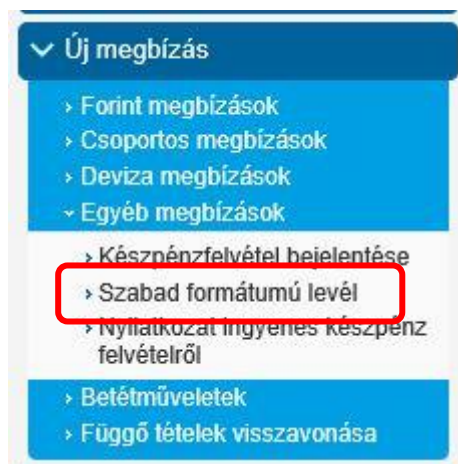 Új megbízás
Forint megbízások
Csoportos megbízások
Deviza megbízások
Egyéb megbízások
Készpénzfelvétel bejelentése
Szabad formátumú levél
Nyilatkozat ingyenes készpénz
felvételről
Betétműveletek
Függő tételek visszavonása